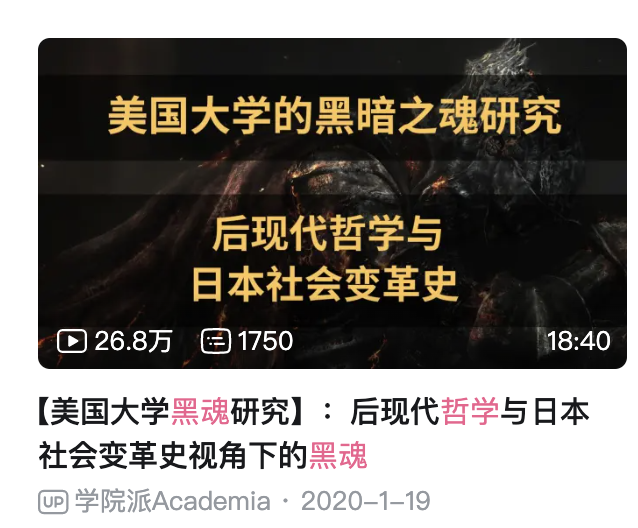 美国大学的黑暗之魂研究
后现代哲学与
日本社会变革史
26.8万 1750 18:40
【美国大学黑魂研究】：后现代哲学与日本
社会变革史视角下的黑魂
UP 学院派Academia · 2020-1-19